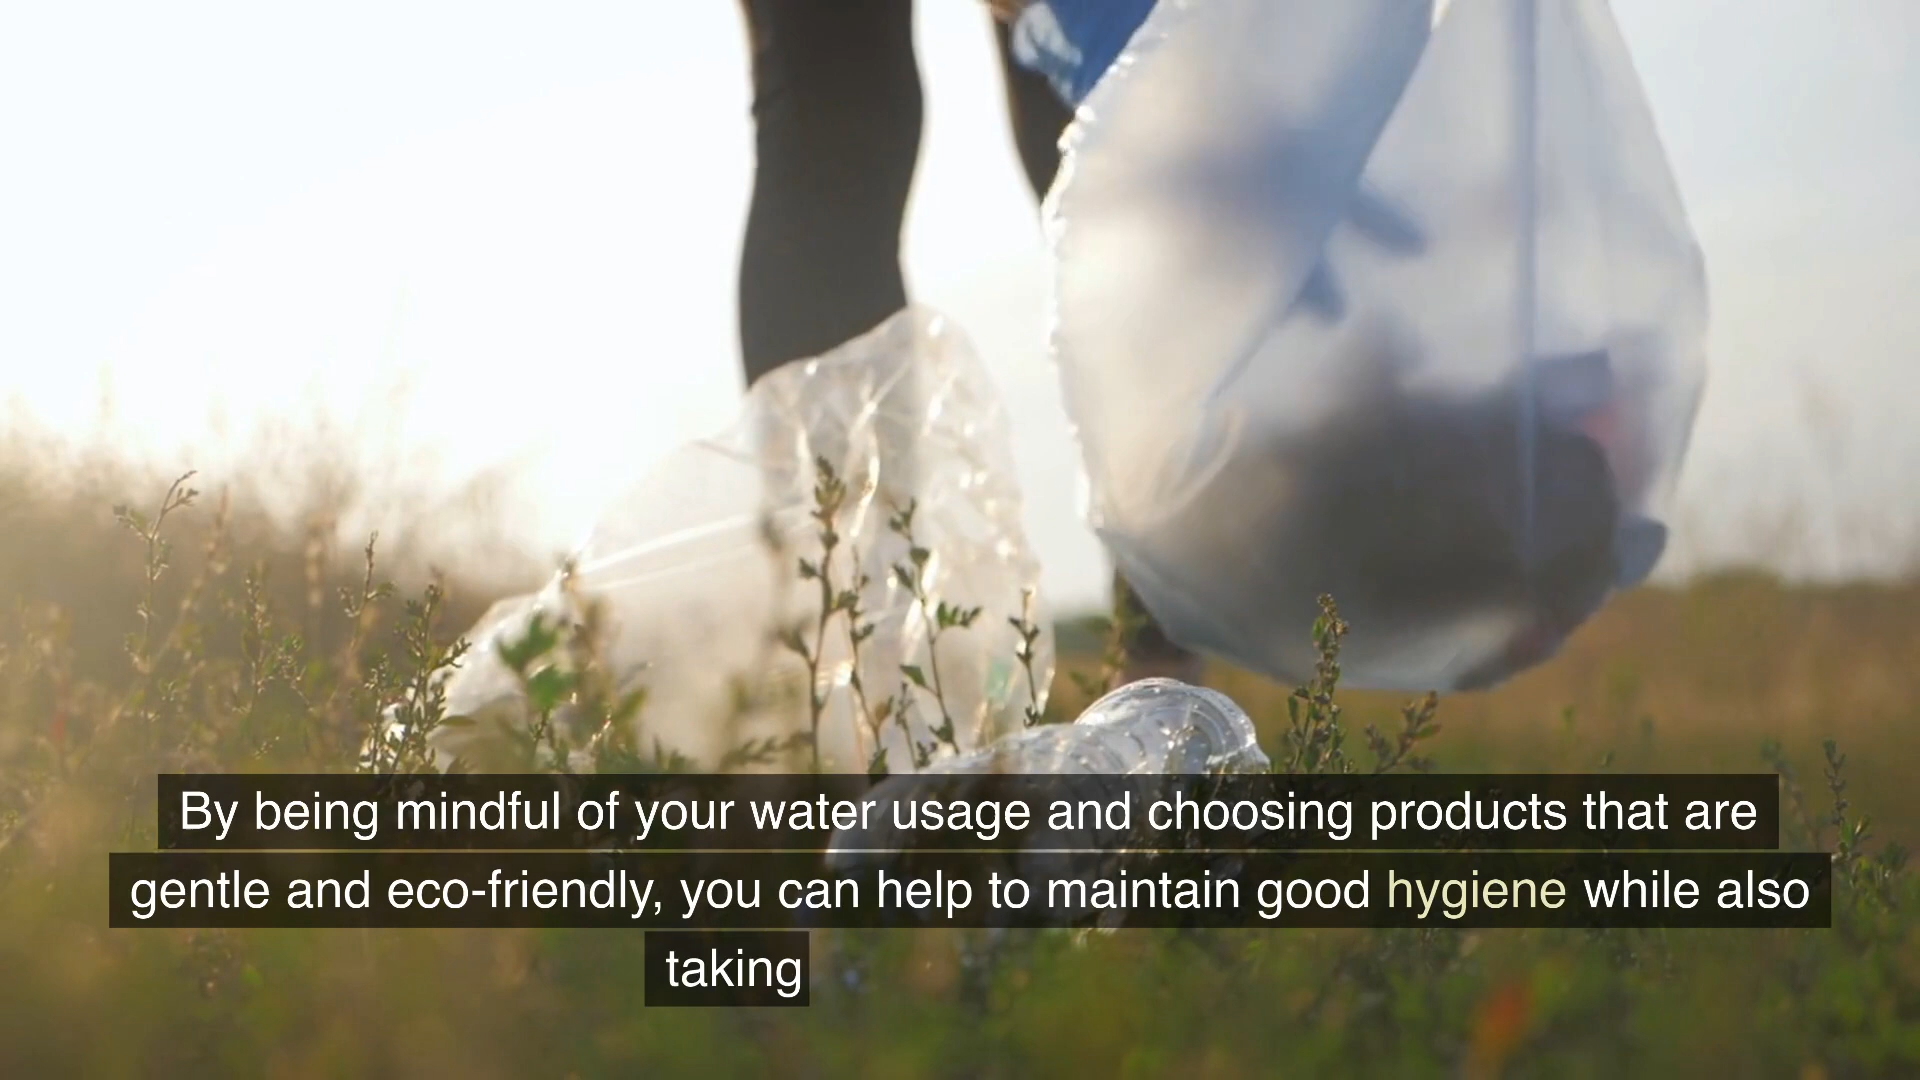 By being mindful of your water usage and choosing products that are
gentle and eco-friendly, you can help to maintain good hygiene while also
taking